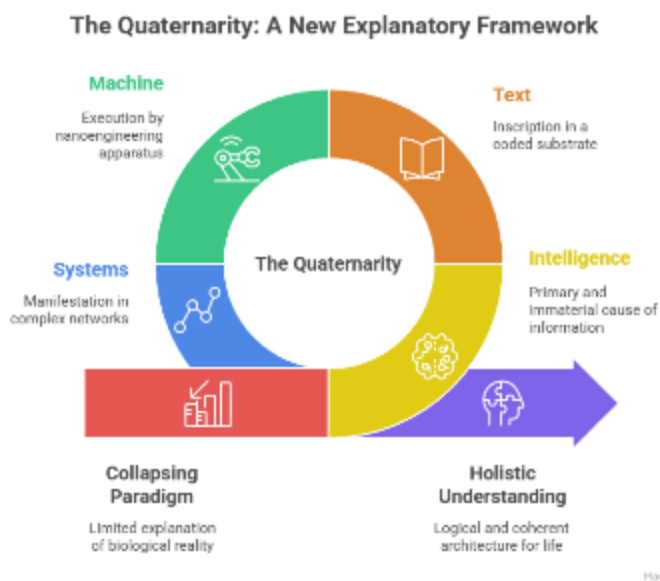 The Quaternarity: A New Explanatory Framework
Machine
Execution by
nanoengineering
apparatus
Text
Inscription in a
coded substrate
The Quaternarity
Systems
Manifestation in
complex networks
Intelligence
Primary and
immaterial cause of
information
Collapsing
Paradigm
Limited explanation
of biological reality
Holistic
Understanding
Logical and coherent
architecture for life